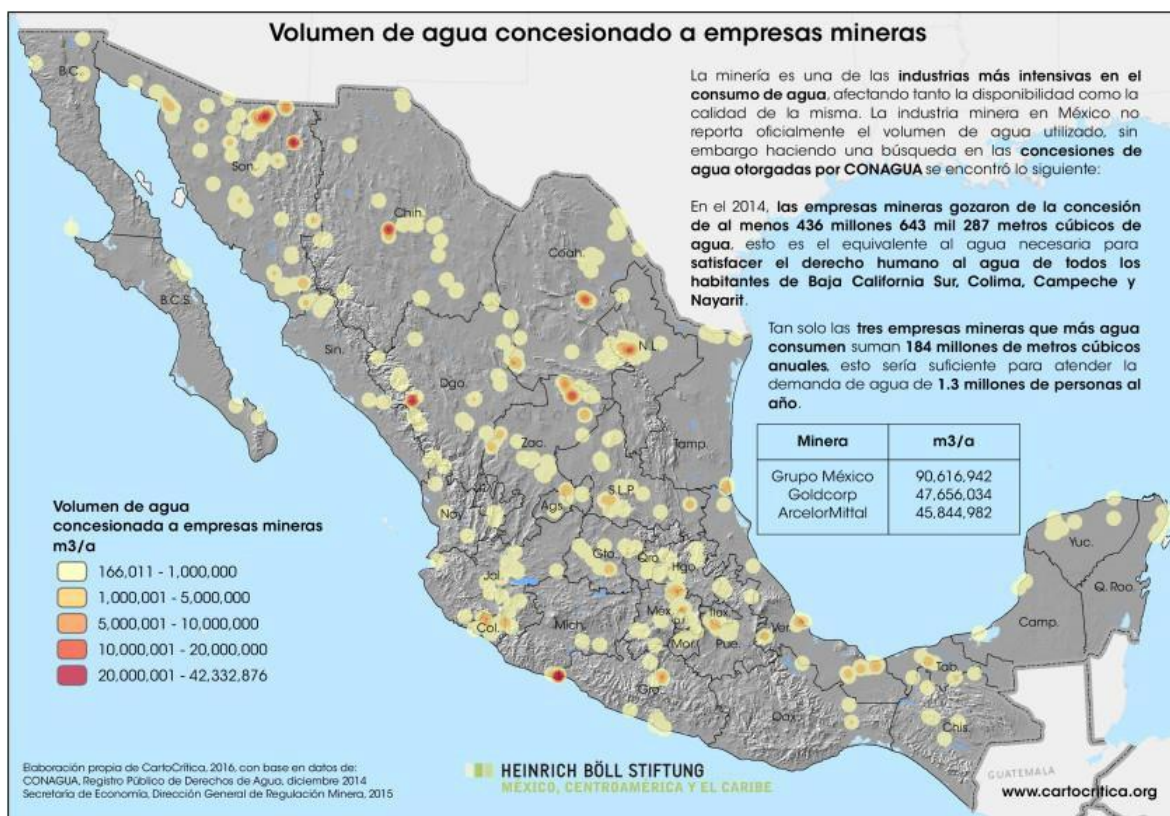 Volumen de agua concesionado a empresas mineras
La minería es una de las industrias más intensivas en el
consumo de agua, afectando tanto la disponibilidad como la
calidad de la misma. La industria minera en México no
reporta oficialmente el volumen de agua utilizado, sin
embargo haciendo una búsqueda en las concesiones de
agua otorgadas por CONAGUA se encontró lo siguiente:
En el 2014, las empresas mineras gozaron de la concesión
de al menos 436 millones 643 mil 287 metros cúbicos de
agua, esto es el equivalente al agua necesaria para
satisfacer el derecho humano al agua de todos los
habitantes de Baja California Sur, Colima, Campeche y
Nayarit.
Tan solo las tres empresas mineras que más agua
consumen suman 184 millones de metros cúbicos
anuales, esto sería suficiente para atender la
demanda de agua de 1.3 millones de personas al
año.
Minera m3/a
Grupo México 90,616,942
Goldcorp 47,656,034
ArcelorMittal 45,844,982
B.C.
Son.
Chih.
Coah.
B.C.S.
Sin.
Dgo.
N.L.
Zac.
Tamp.
S.L.P.
Ags.
Nay.
Gto.
Qro.
Hgo.
Jal.
Col.
Mich.
Méx.
D.F.
Tlax.
Mor.
Pue.
Ver.
Gro.
Oax.
Tab.
Chis.
Camp.
Yuc.
Q. Roo.
GUATEMALA
Volumen de agua
concesionada a empresas mineras
m3/a
166,011 - 1,000,000
1,000,001 - 5,000,000
5,000,001 - 10,000,000
10,000,001 - 20,000,000
20,000,001 - 42,332,876
Elaboración propia de CartoCrítica, 2016, con base en datos de:
CONAGUA, Registro Público de Derechos de Agua, diciembre 2014
Secretaría de Economía, Dirección General de Regulación Minera, 2015
HEINRICH BÖLL STIFTUNG
MÉXICO, CENTROAMÉRICA Y EL CARIBE
www.cartocritica.org